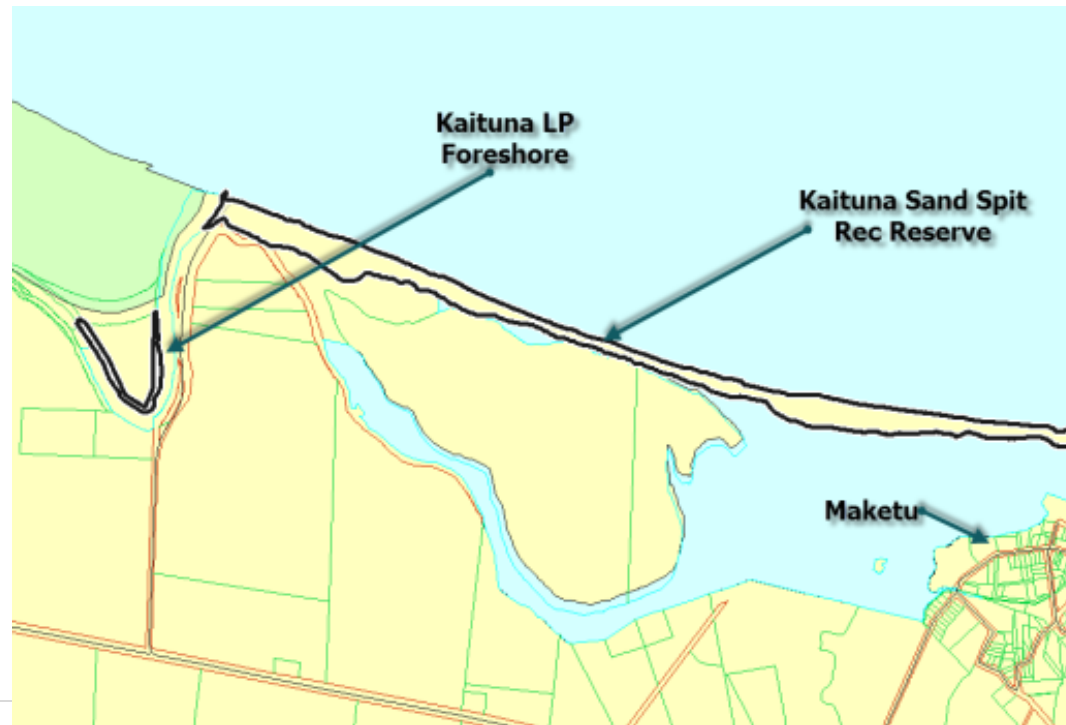 Kaituna LP
Foreshore
Kaituna Sand Spit
Rec Reserve
Maketu